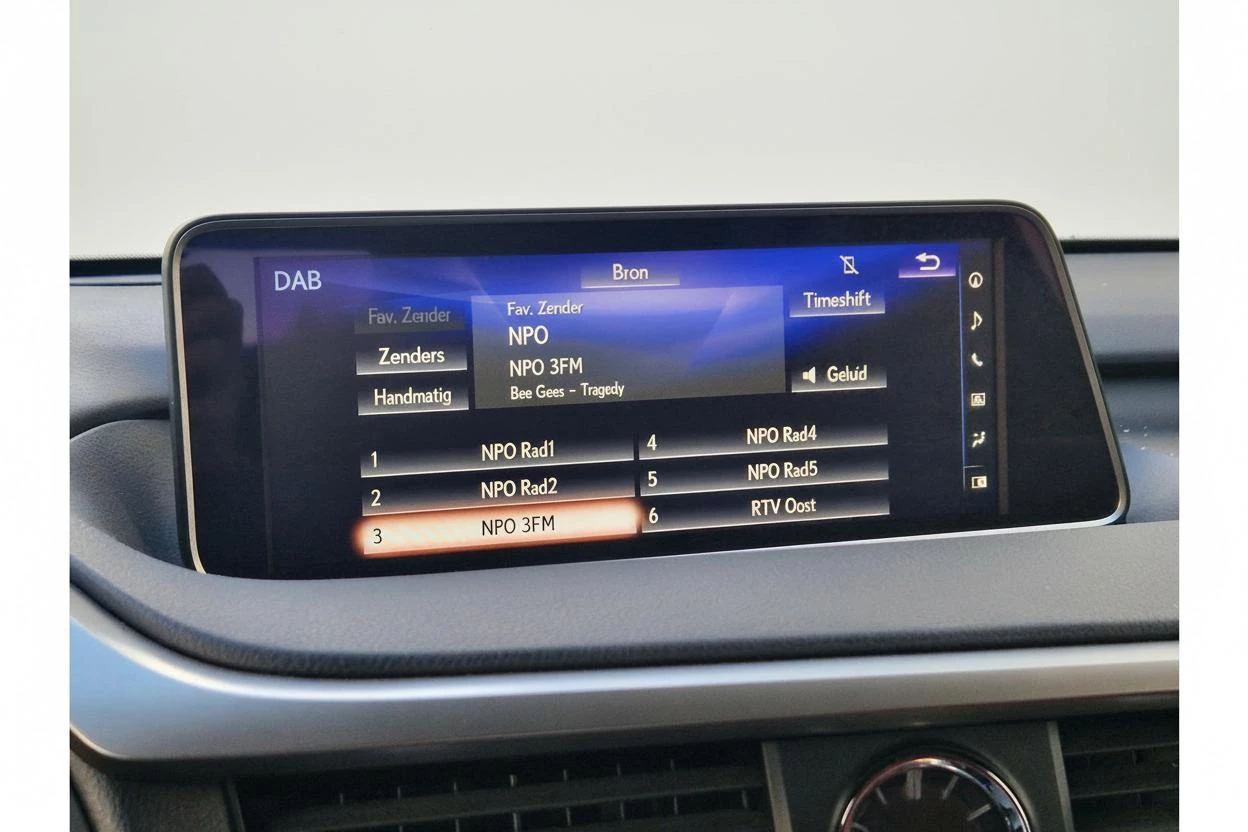 DAB
Bron
Fav. Zender
Zenders
Handmatig
Fav. Zender
NPO
NPO 3FM
Bee Gees – Tragedy
Timeshift
Geluid
1 NPO Rad1
2 NPO Rad2
3 NPO 3FM
4 NPO Rad4
5 NPO Rad5
6 RTV Oost